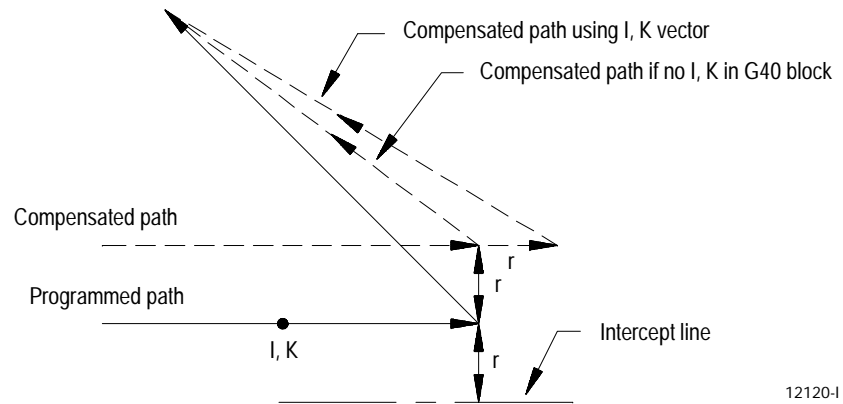 Compensated path using I, K vector
Compensated path if no I, K in G40 block
Compensated path
r
r
Programmed path
I, K
r
Intercept line
12120-I